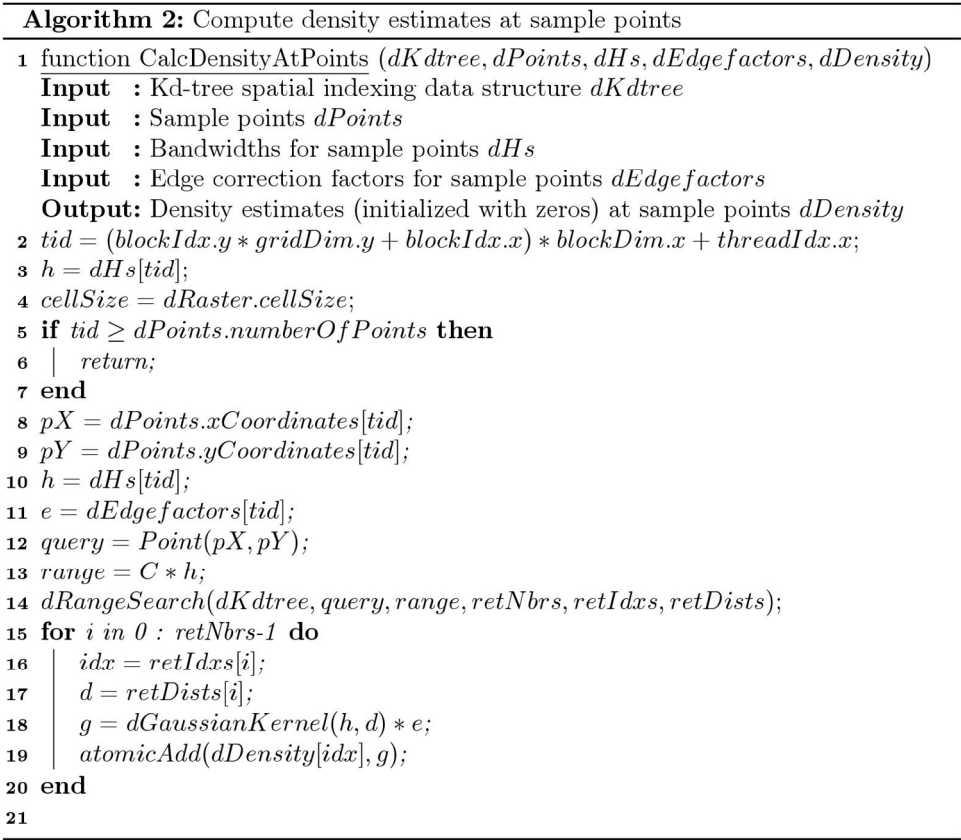 Algorithm 2: Compute density estimates at sample points
1 function CalcDensityAtPoints (dKdtree, dPoints, dHs, dEdgefactors, dDensity)
Input : Kd-tree spatial indexing data structure dKdtree
Input : Sample points dPoints
Input : Bandwidths for sample points dHs
Input : Edge correction factors for sample points dEdgefactors
Output: Density estimates (initialized with zeros) at sample points dDensity
2 tid = (blockIdx.y * gridDim.y + blockIdx.x) * blockDim.x + threadIdx.x;
3 h = dHs[tid];
4 cellSize = dRaster.cellSize;
5 if tid ≥ dPoints.numberOfPoints then
6 return;
7 end
8 pX = dPoints.xCoordinates[tid];
9 pY = dPoints.yCoordinates[tid];
10 h = dHs[tid];
11 e = dEdgefactors[tid];
12 query = Point(pX, pY);
13 range = C * h;
14 dRangeSearch(dKdtree, query, range, retNbrs, retIdxs, retDists);
15 for i in 0 : retNbrs-1 do
16 idx = retIdxs[i];
17 d = retDists[i];
18 g = dGaussianKernel(h, d) * e;
19 atomicAdd(dDensity[idx], g);
20 end
21